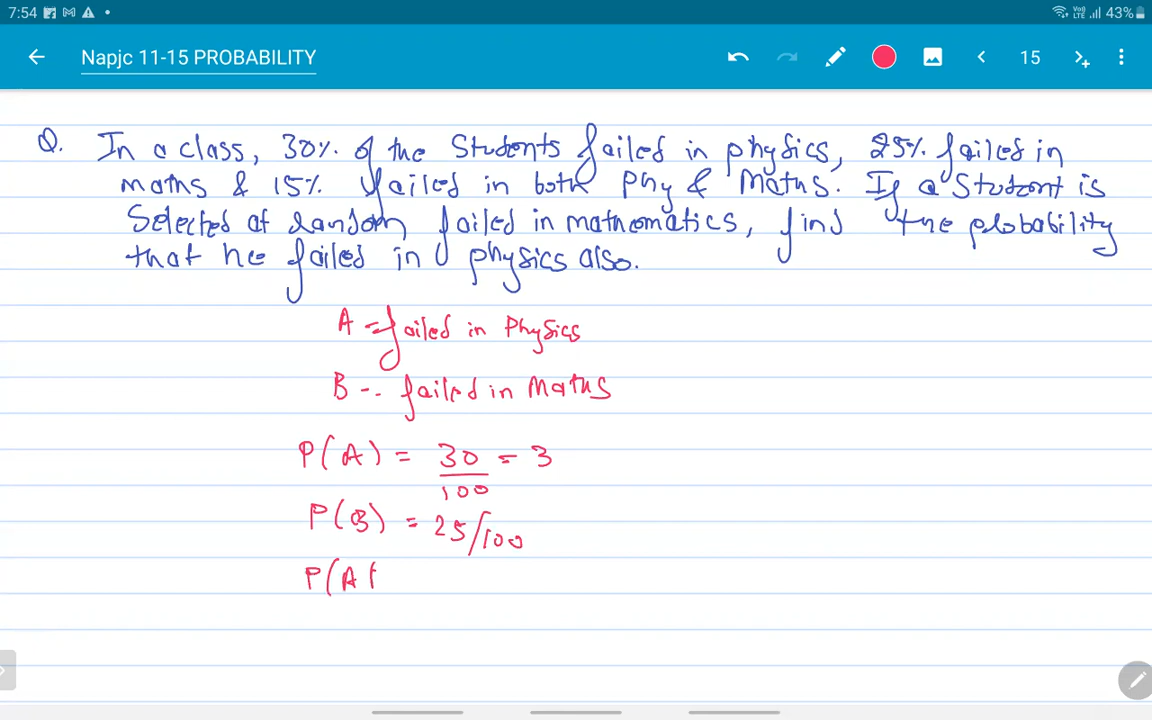 7:54 43%
Napjc 11-15 PROBABILITY 15
Q. In a class, 30% of the Students failed in physics, 25% failed in
maths & 15% failed in both Phy & Maths. If a Student is
Selected at random failed in mathematics, find the probability
that he failed in physics also.
A = failed in Physics
B -- failed in Maths
P(A) = 30/100 = 3
P(B) = 25/100
P(A(